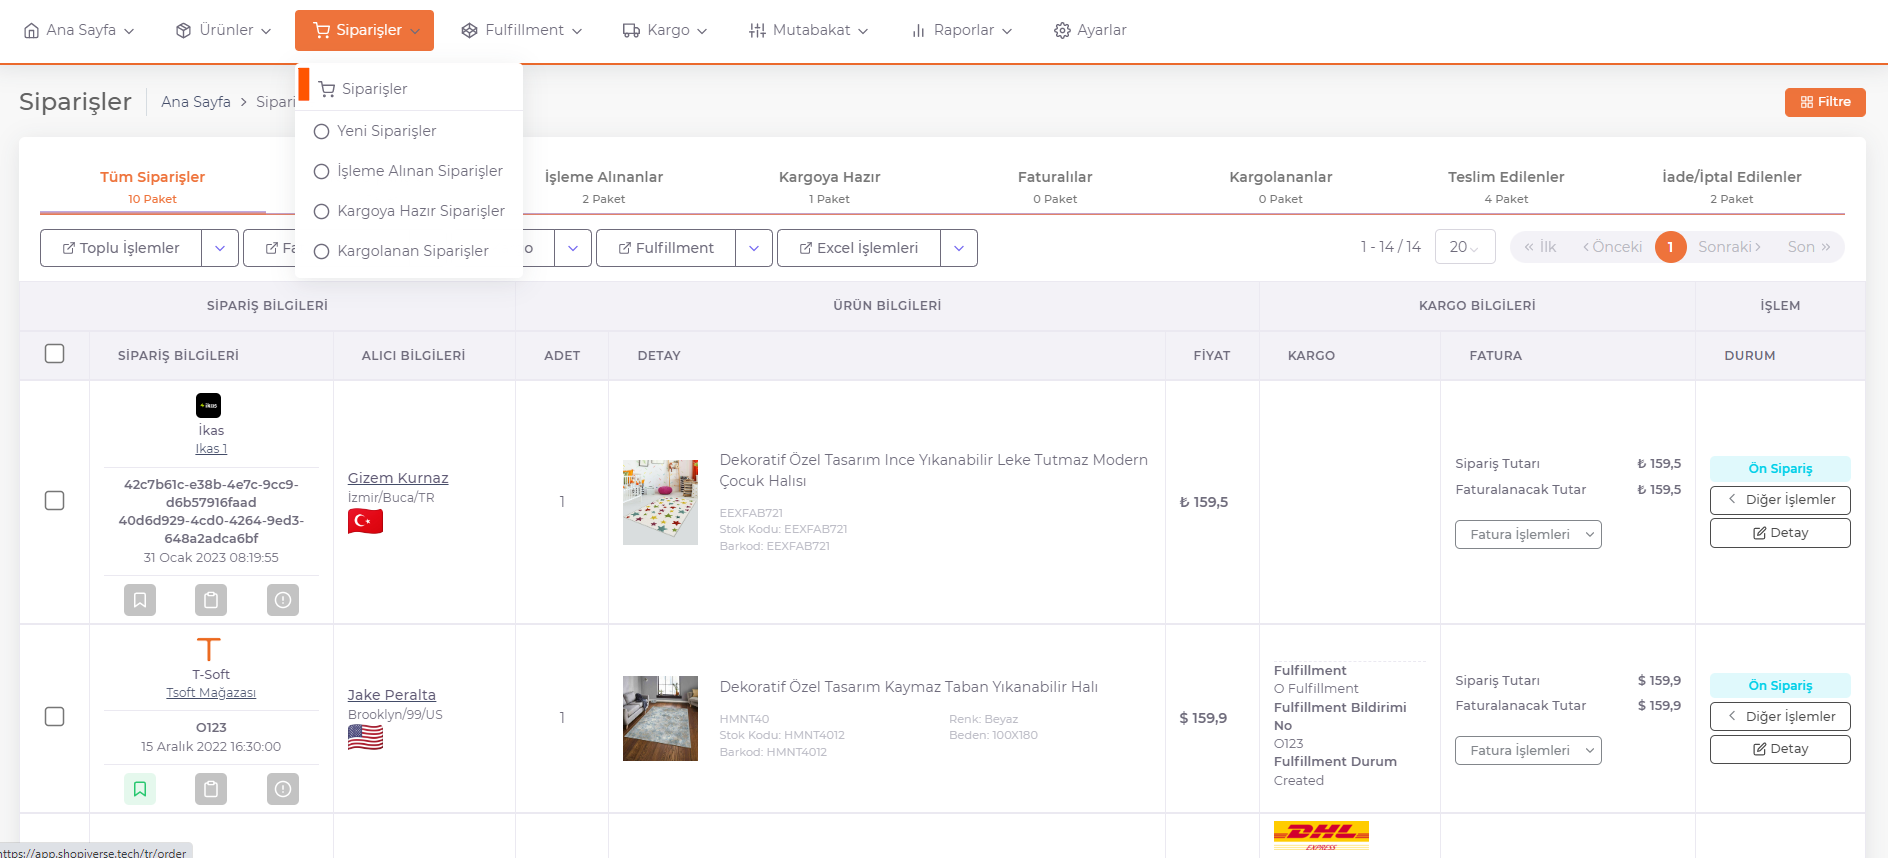 Ana Sayfa
Ürünler
Siparişler
Fulfillment
Kargo
Mutabakat
Raporlar
Ayarlar
Siparişler
Yeni Siparişler
İşleme Alınan Siparişler
Kargoya Hazır Siparişler
Kargolanan Siparişler
Siparişler
Ana Sayfa > Sipari
Filtre
Tüm Siparişler
10 Paket
İşleme Alınanlar
2 Paket
Kargoya Hazır
1 Paket
Faturalılar
0 Paket
Kargolananlar
0 Paket
Teslim Edilenler
4 Paket
İade/İptal Edilenler
2 Paket
Toplu İşlemler
Fa
o
Fulfillment
Excel İşlemleri
1 - 14 / 14
20
« İlk
‹ Önceki
1
Sonraki ›
Son »
SİPARİŞ BİLGİLERİ
ÜRÜN BİLGİLERİ
KARGO BİLGİLERİ
İŞLEM
SİPARİŞ BİLGİLERİ
ALICI BİLGİLERİ
ADET
DETAY
FİYAT
KARGO
FATURA
DURUM
ikas
İkas
Ikas 1
42c7b61c-e38b-4e7c-9cc9-
d6b57916faad
40d6d929-4cd0-4264-9ed3-
648a2adca6bf
31 Ocak 2023 08:19:55
Gizem Kurnaz
İzmir/Buca/TR
1
Dekoratif Özel Tasarım Ince Yıkanabilir Leke Tutmaz Modern
Çocuk Halısı
EEXFAB721
Stok Kodu: EEXFAB721
Barkod: EEXFAB721
₺ 159,5
Sipariş Tutarı ₺ 159,5
Faturalanacak Tutar ₺ 159,5
Fatura İşlemleri
Ön Sipariş
Diğer İşlemler
Detay
T-Soft
Tsoft Mağazası
O123
15 Aralık 2022 16:30:00
Jake Peralta
Brooklyn/99/US
1
Dekoratif Özel Tasarım Kaymaz Taban Yıkanabilir Halı
HMNT40
Stok Kodu: HMNT4012
Barkod: HMNT4012
Renk: Beyaz
Beden: 100X180
$ 159,9
Fulfillment
O Fulfillment
Fulfillment Bildirimi
No
O123
Fulfillment Durum
Created
Sipariş Tutarı $ 159,9
Faturalanacak Tutar $ 159,9
Fatura İşlemleri
Ön Sipariş
Diğer İşlemler
Detay
DHL
EXPRESS
https://app.shopiverse.tech/tr/order